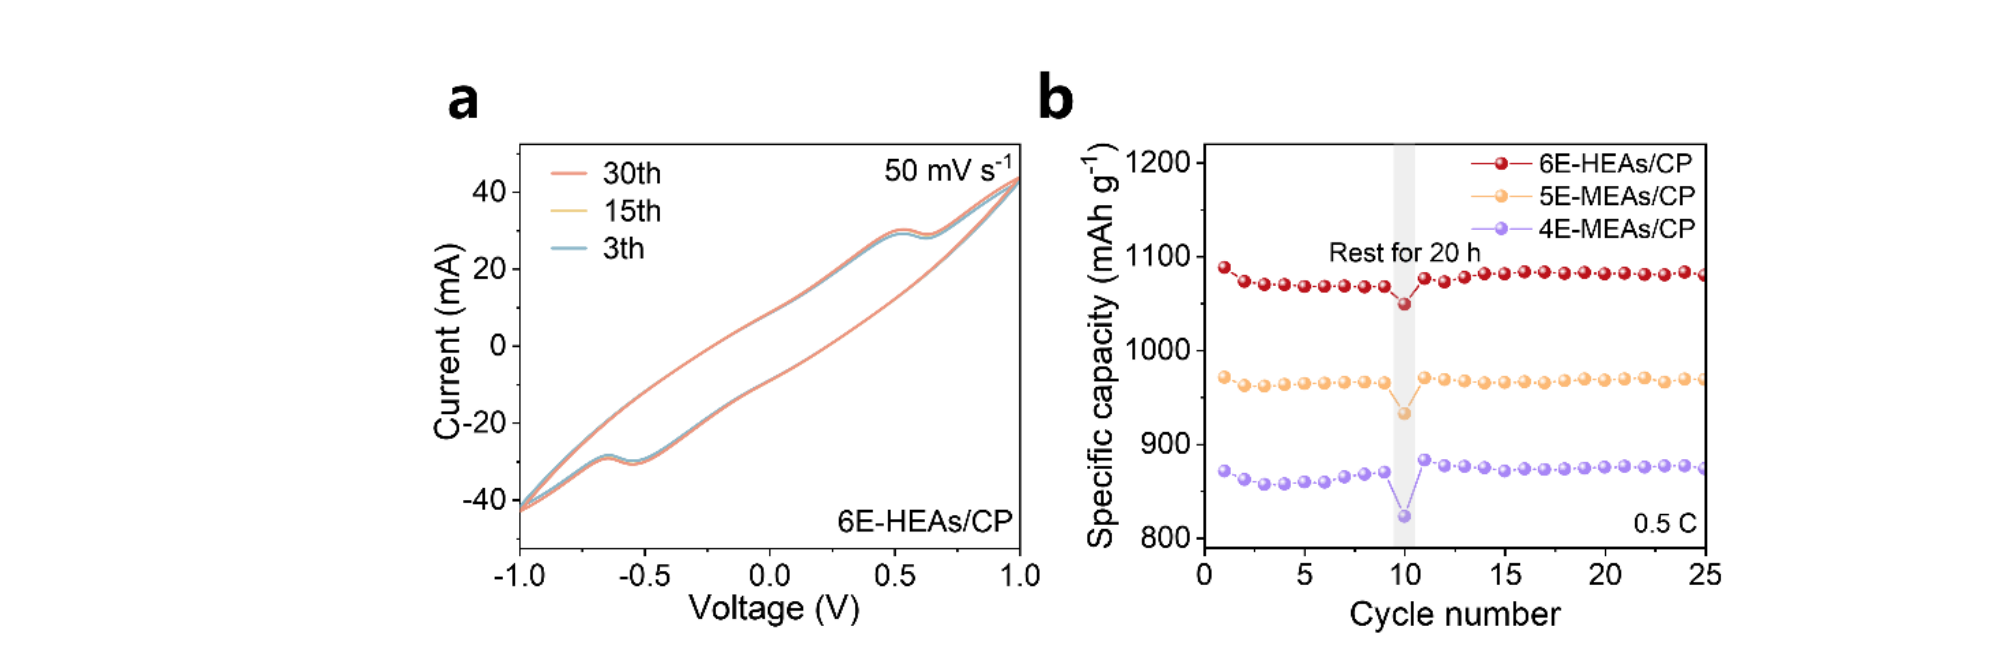 a
50 mV s⁻¹
30th
15th
3th
6E-HEAs/CP
40
20
0
-20
-40
Current (mA)
-1.0 -0.5 0.0 0.5 1.0
Voltage (V)
b
6E-HEAs/CP
5E-MEAs/CP
4E-MEAs/CP
Rest for 20 h
0.5 C
1200
1100
1000
900
800
Specific capacity (mAh g⁻¹)
0 5 10 15 20 25
Cycle number